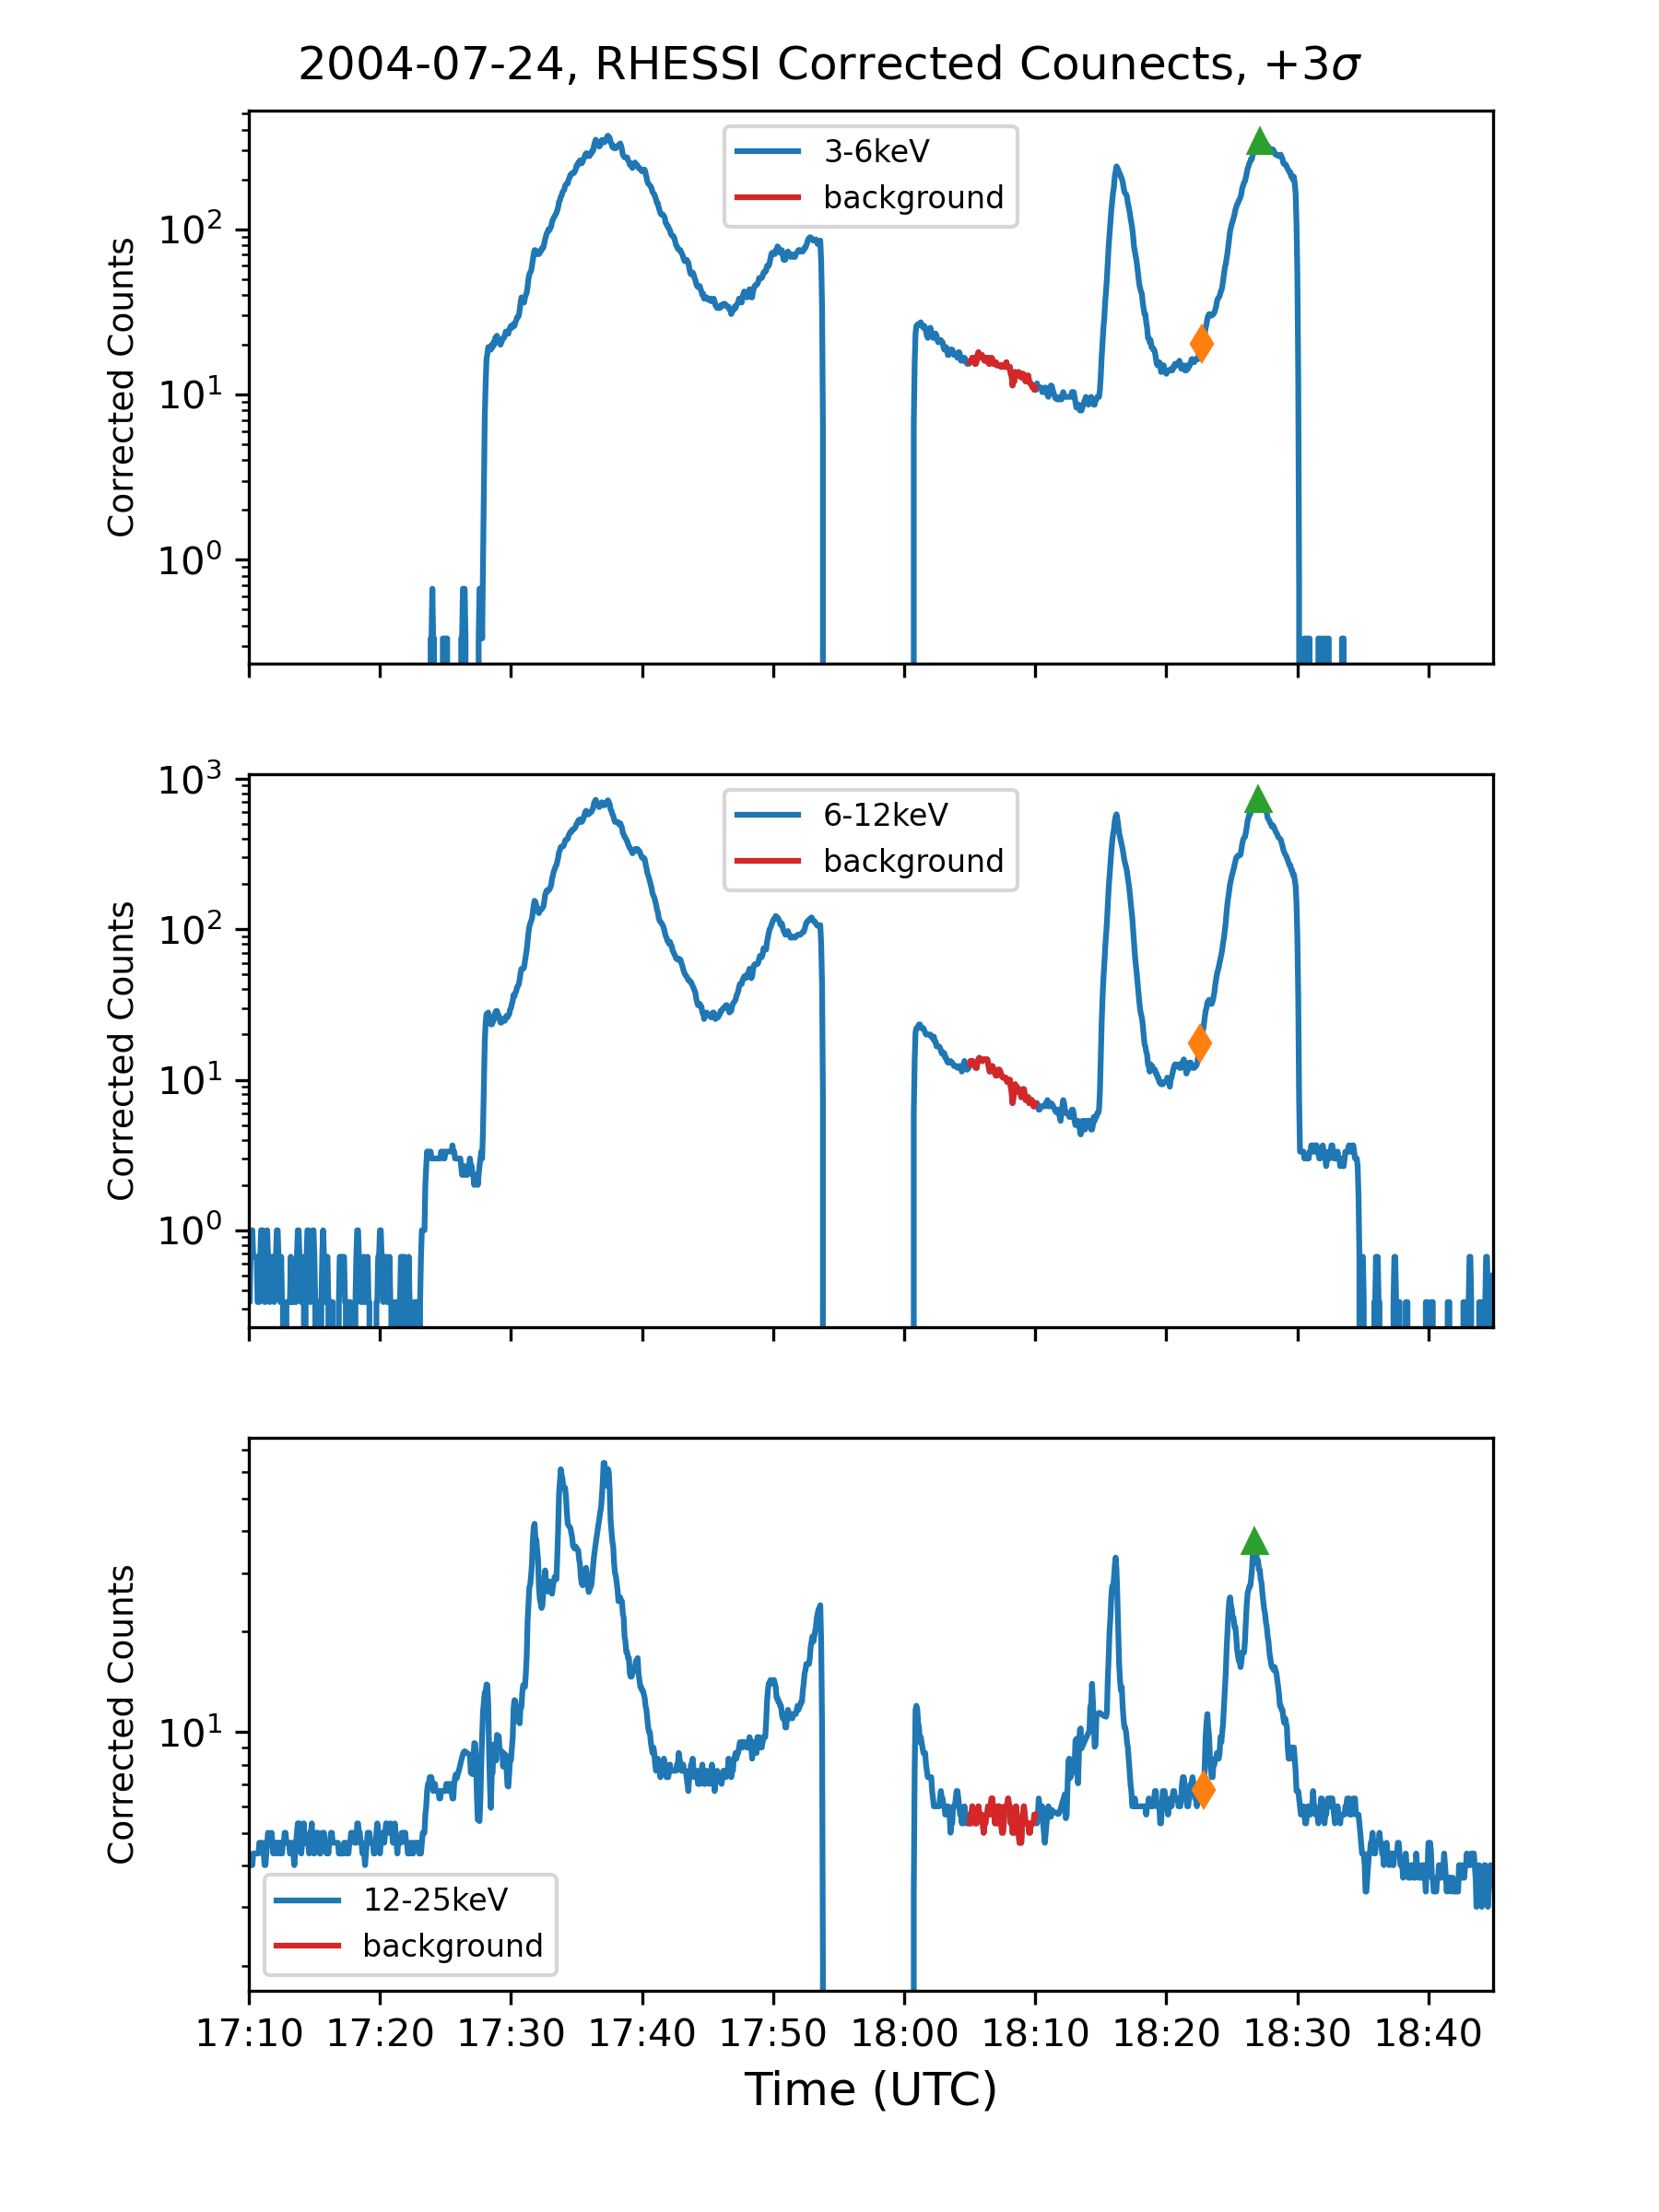 2004-07-24, RHESSI Corrected Counects, +3σ
3-6keV
background
10²
10¹
10⁰
Corrected Counts
6-12keV
background
10³
10²
10¹
10⁰
Corrected Counts
10¹
Corrected Counts
12-25keV
background
17:10 17:20 17:30 17:40 17:50 18:00 18:10 18:20 18:30 18:40
Time (UTC)